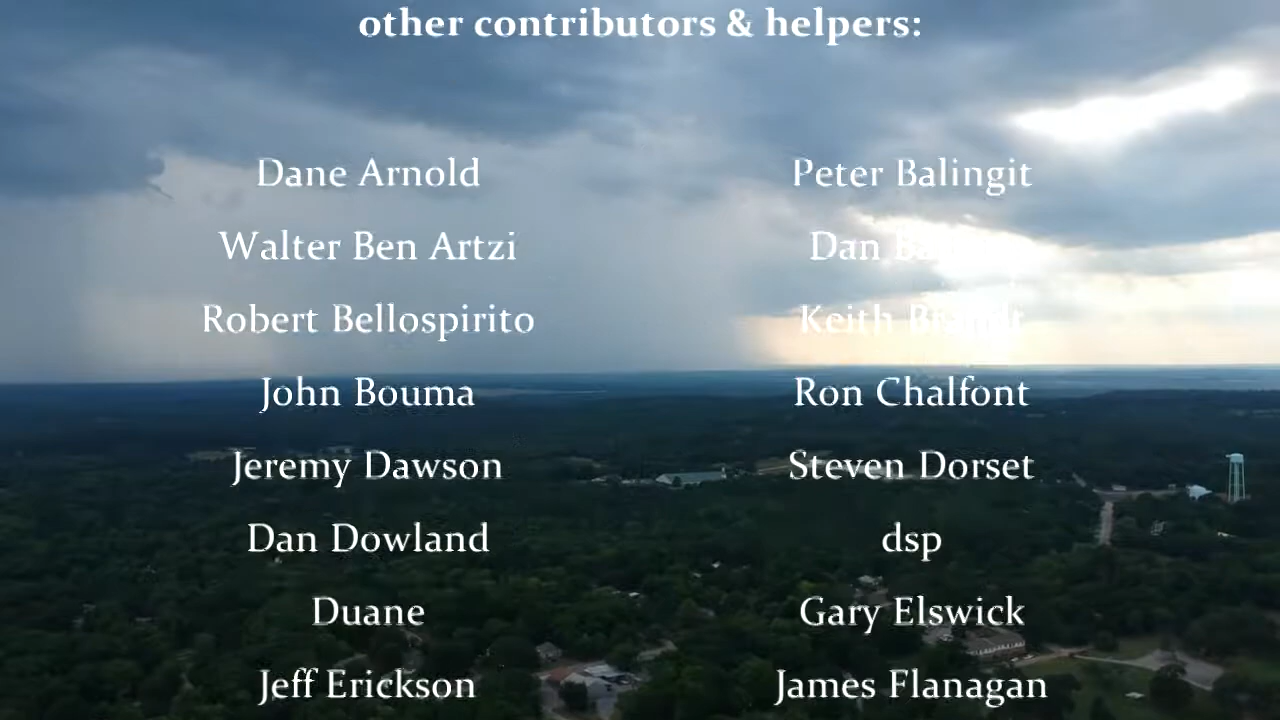 other contributors & helpers:
Dane Arnold
Peter Balingit
Walter Ben Artzi
Dan
Robert Bellospirito
Keith
John Bouma
Ron Chalfont
Jeremy Dawson
Steven Dorset
Dan Dowland
dsp
Duane
Gary Elswick
Jeff Erickson
James Flanagan